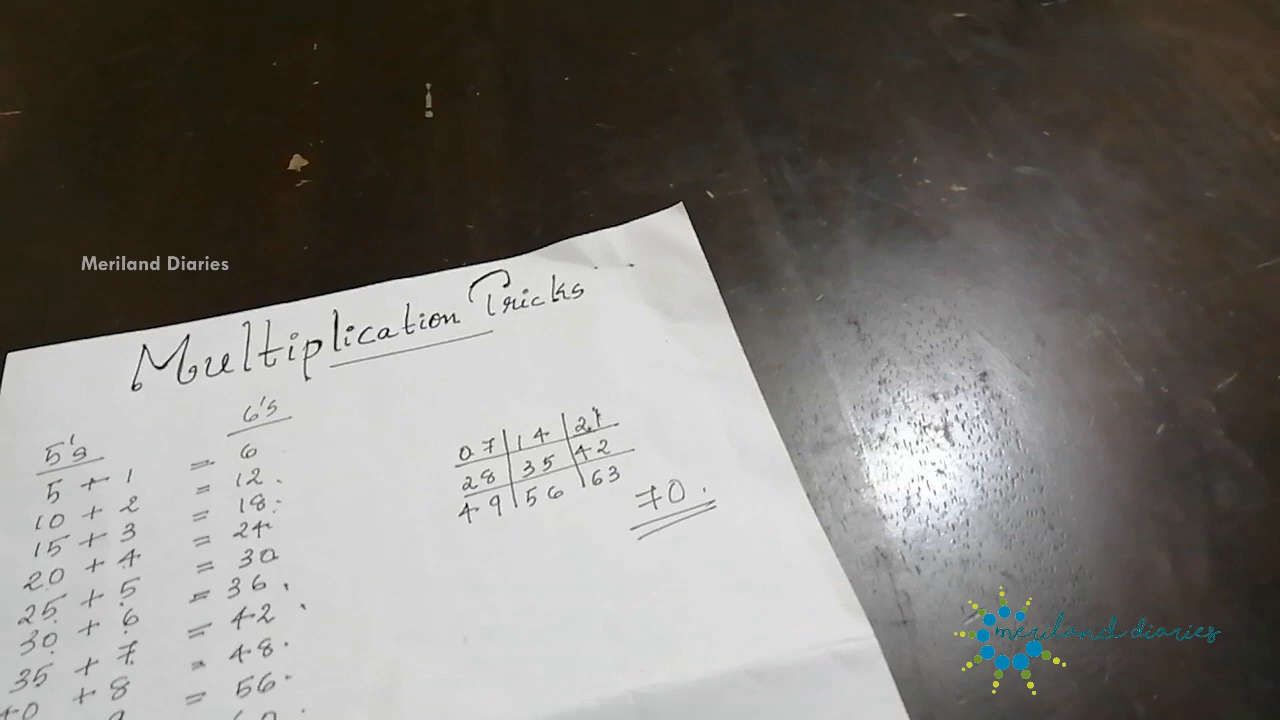 Meriland Diaries
Multiplication Tricks
5's 6's
5 + 1 = 6
10 + 2 = 12
15 + 3 = 18
20 + 4 = 24
25 + 5 = 30
30 + 6 = 36
35 + 7 = 42
40 + 8 = 48
9 = 56
07 14 21
28 35 42
49 56 63
70.
meriland diaries